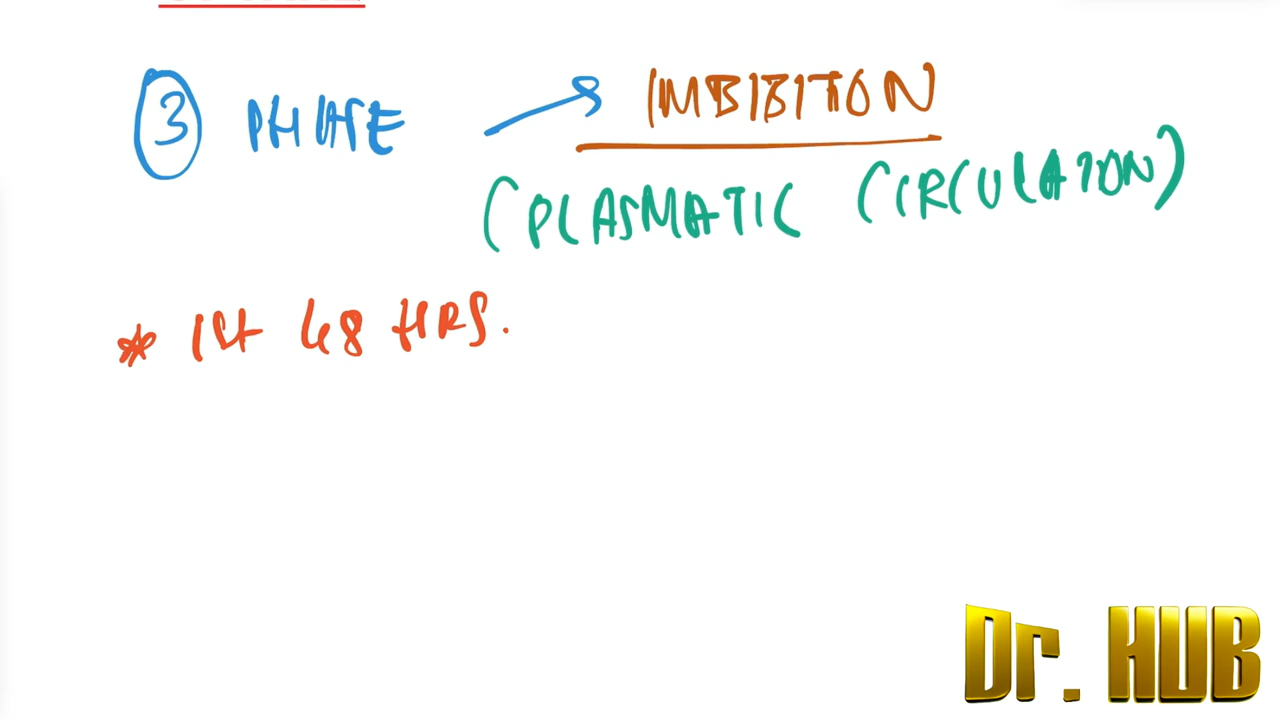 3 PHASE → IMBIBITION
(PLASMATIC CIRCULATION)
* 1st 48 HRS.
Dr. HUB